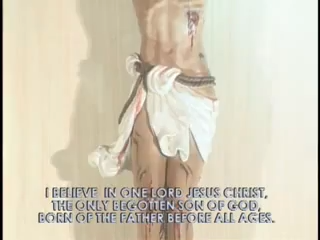 I BELIEVE IN ONE LORD JESUS CHRIST,
THE ONLY BEGOTTEN SON OF GOD,
BORN OF THE FATHER BEFORE ALL AGES.